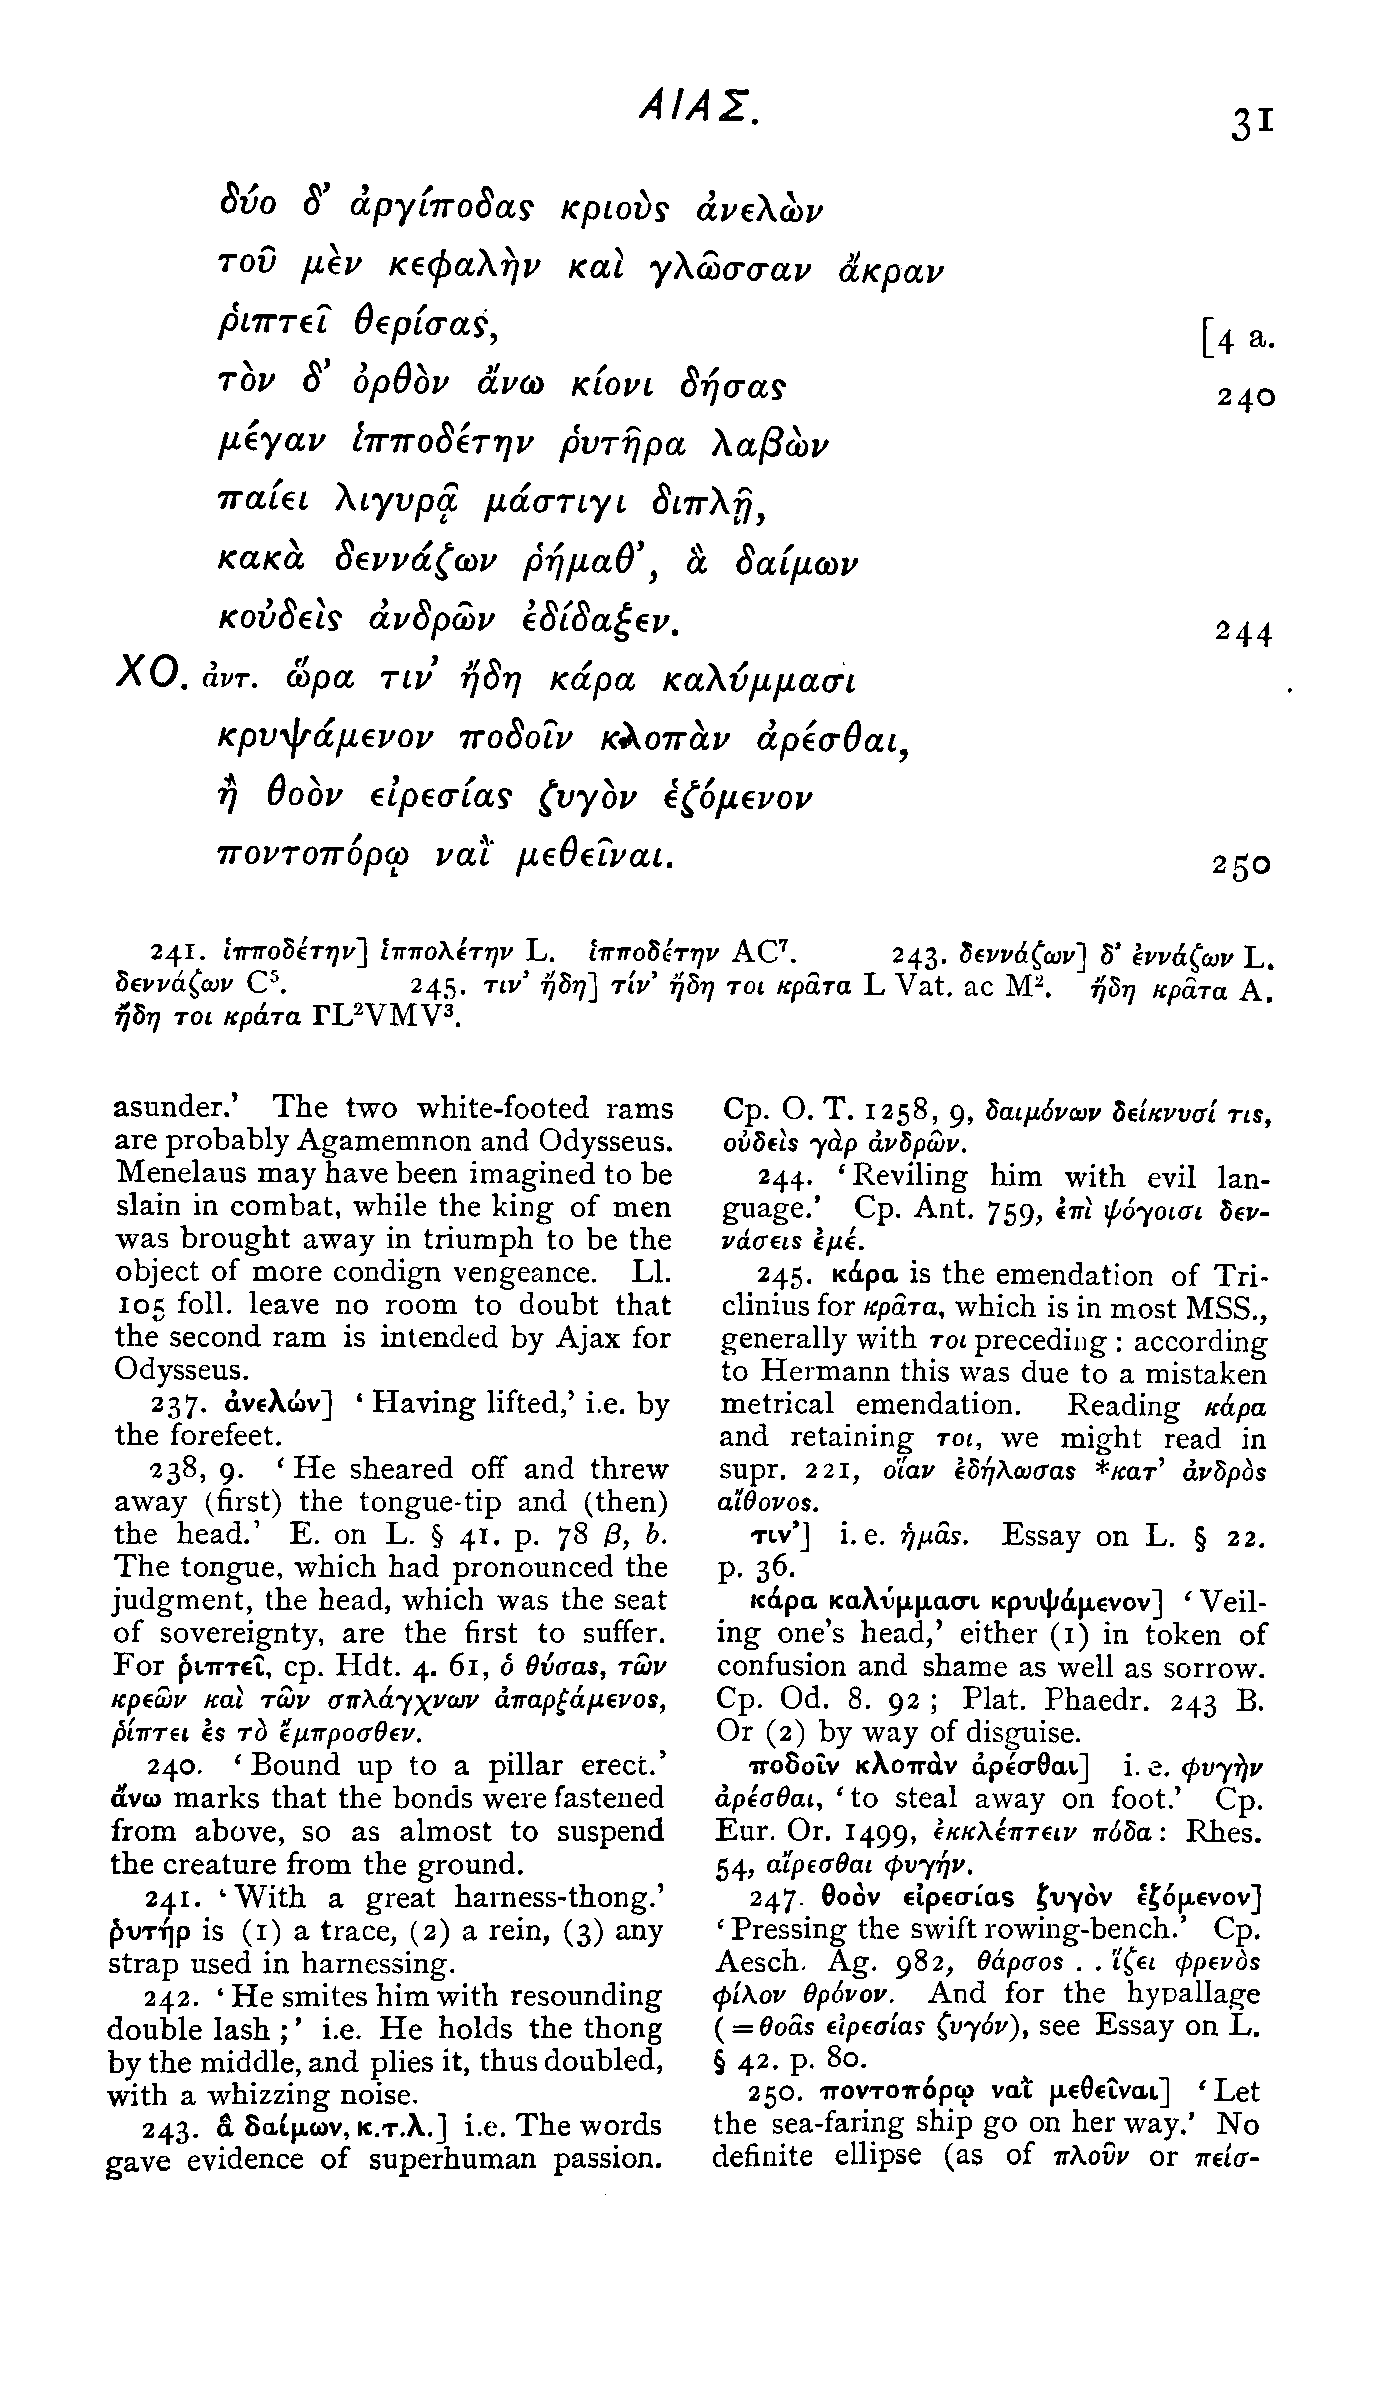 ΑΙΑΣ.
31
δύο δ’ ἀργίποδας κριοὺς ἀνελὼν
τοῦ μὲν κεφαλὴν καὶ γλῶσσαν ἄκραν
ῥιπτεῖ θερίσας,
[4 a.
τὸν δ’ ὀρθὸν ἄνω κίονι δήσας
240
μέγαν ἱπποδέτην ῥυτῆρα λαβὼν
παίει λιγυρᾷ μάστιγι διπλῇ,
κακὰ δεννάζων ῥήμαθ’, ἃ δαίμων
κοὐδεὶς ἀνδρῶν ἐδίδαξεν.
244
ΧΟ. ἀντ. ὥρα τιν’ ἤδη κάρα καλύμμασι
κρυψάμενον ποδοῖν κλοπὰν ἀρέσθαι,
ἢ θοὸν εἰρεσίας ζυγὸν ἑζόμενον
ποντοπόρῳ ναῒ μεθεῖναι.
250
241. ἱπποδέτην] ἱππολέτην L. ἱπποδέτην AC⁷. 243. δεννάζων] δ’ ἐννάζων L.
δεννάζων C⁵. 245. τιν’ ἤδη] τίν’ ἤδη τοι κρᾶτα L Vat. ac M². ἤδη κρᾶτα A.
ἤδη τοι κράτα ΓL²VMV³.
asunder.’ The two white-footed rams
are probably Agamemnon and Odysseus.
Menelaus may have been imagined to be
slain in combat, while the king of men
was brought away in triumph to be the
object of more condign vengeance. Ll.
105 foll. leave no room to doubt that
the second ram is intended by Ajax for
Odysseus.
237. ἀνελών] ‘Having lifted,’ i.e. by
the forefeet.
238, 9. ‘He sheared off and threw
away (first) the tongue-tip and (then)
the head.’ E. on L. § 41. p. 78 β, b.
The tongue, which had pronounced the
judgment, the head, which was the seat
of sovereignty, are the first to suffer.
For ῥιπτεῖ, cp. Hdt. 4. 61, ὁ θύσας, τῶν
κρεῶν καὶ τῶν σπλάγχνων ἀπαρξάμενος,
ῥίπτει ἐς τὸ ἔμπροσθεν.
240. ‘Bound up to a pillar erect.’
ἄνω marks that the bonds were fastened
from above, so as almost to suspend
the creature from the ground.
241. ‘With a great harness-thong.’
ῥυτήρ is (1) a trace, (2) a rein, (3) any
strap used in harnessing.
242. ‘He smites him with resounding
double lash;’ i.e. He holds the thong
by the middle, and plies it, thus doubled,
with a whizzing noise.
243. ἃ δαίμων, κ.τ.λ.] i.e. The words
gave evidence of superhuman passion.
Cp. O. T. 1258, 9, δαιμόνων δείκνυσί τις,
οὐδεὶς γὰρ ἀνδρῶν.
244. ‘Reviling him with evil lan-
guage.’ Cp. Ant. 759, ἐπὶ ψόγοισι δεν-
νάσεις ἐμέ.
245. κάρα is the emendation of Tri-
clinius for κρᾶτα, which is in most MSS.,
generally with τοι preceding: according
to Hermann this was due to a mistaken
metrical emendation. Reading κάρα
and retaining τοι, we might read in
supr. 221, οἵαν ἐδήλωσας *κατ’ ἀνδρὸς
αἴθονος.
τιν’] i.e. ἡμᾶς. Essay on L. § 22.
p. 36.
κάρα καλύμμασι κρυψάμενον] ‘Veil-
ing one’s head,’ either (1) in token of
confusion and shame as well as sorrow.
Cp. Od. 8. 92; Plat. Phaedr. 243 B.
Or (2) by way of disguise.
ποδοῖν κλοπὰν ἀρέσθαι] i.e. φυγὴν
ἀρέσθαι, ‘to steal away on foot.’ Cp.
Eur. Or. 1499, ἐκκλέπτειν πόδα: Rhes.
54, αἴρεσθαι φυγήν.
247. θοὸν εἰρεσίας ζυγὸν ἑζόμενον]
‘Pressing the swift rowing-bench.’ Cp.
Aesch. Ag. 982, θάρσος . . ἵζει φρενὸς
φίλον θρόνον. And for the hypallage
(=θοᾶς εἰρεσίας ζυγόν), see Essay on L.
§ 42. p. 80.
250. ποντοπόρῳ ναῒ μεθεῖναι] ‘Let
the sea-faring ship go on her way.’ No
definite ellipse (as of πλοῦν or πείσ-